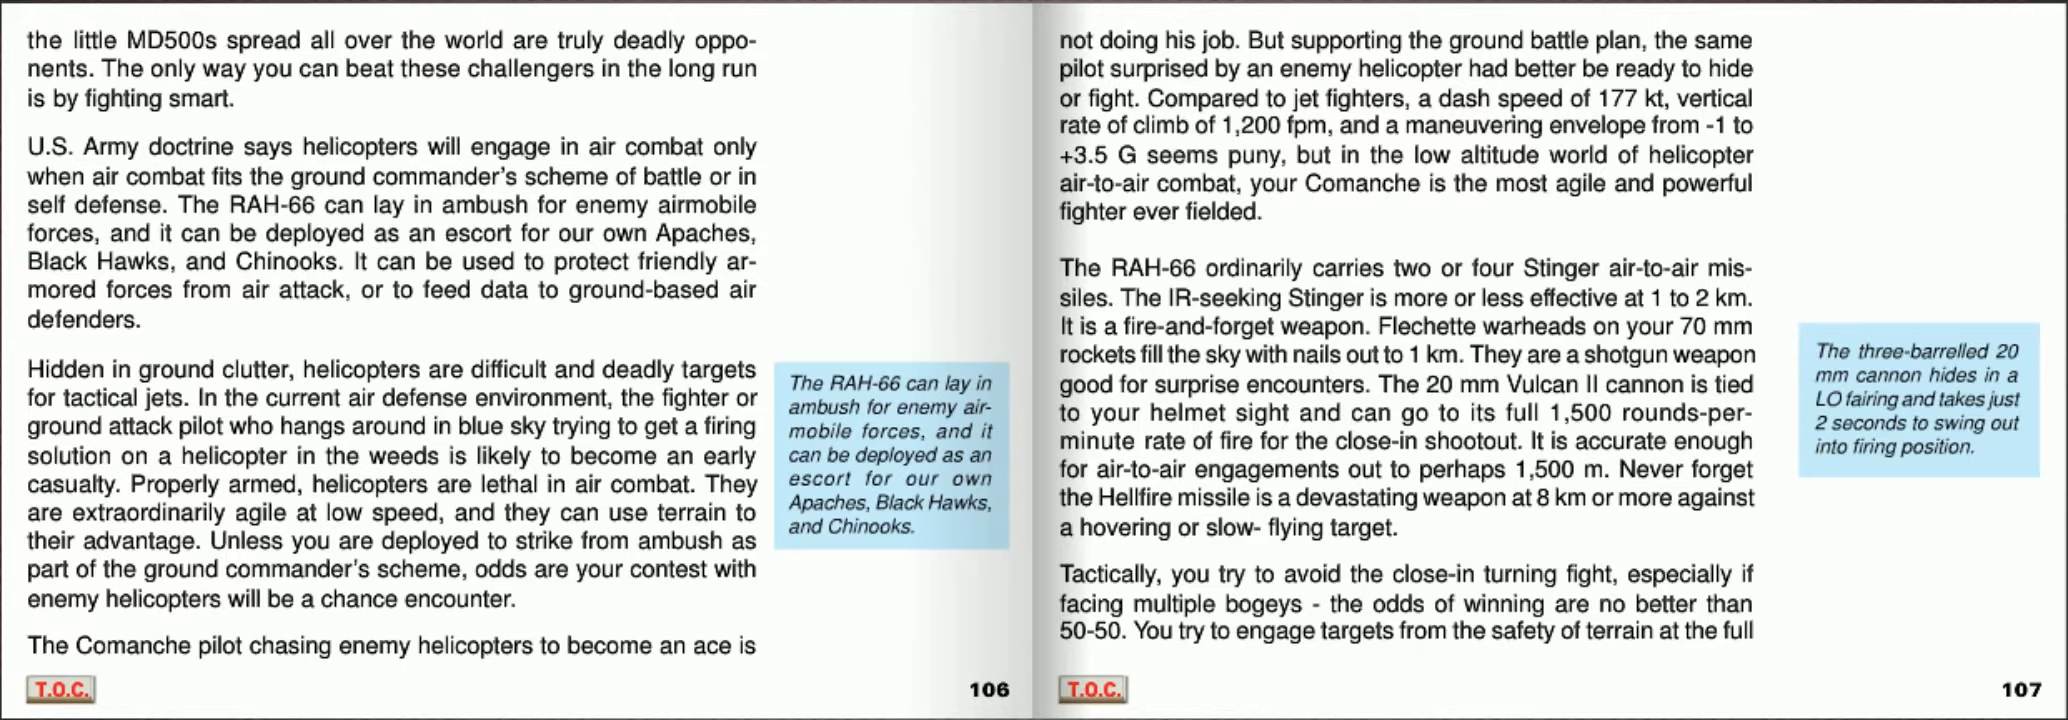 the little MD500s spread all over the world are truly deadly oppo-
nents. The only way you can beat these challengers in the long run
is by fighting smart.
U.S. Army doctrine says helicopters will engage in air combat only
when air combat fits the ground commander's scheme of battle or in
self defense. The RAH-66 can lay in ambush for enemy airmobile
forces, and it can be deployed as an escort for our own Apaches,
Black Hawks, and Chinooks. It can be used to protect friendly ar-
mored forces from air attack, or to feed data to ground-based air
defenders.
Hidden in ground clutter, helicopters are difficult and deadly targets
for tactical jets. In the current air defense environment, the fighter or
ground attack pilot who hangs around in blue sky trying to get a firing
solution on a helicopter in the weeds is likely to become an early
casualty. Properly armed, helicopters are lethal in air combat. They
are extraordinarily agile at low speed, and they can use terrain to
their advantage. Unless you are deployed to strike from ambush as
part of the ground commander's scheme, odds are your contest with
enemy helicopters will be a chance encounter.
The Comanche pilot chasing enemy helicopters to become an ace is
The RAH-66 can lay in
ambush for enemy air-
mobile forces, and it
can be deployed as an
escort for our own
Apaches, Black Hawks,
and Chinooks.
T.O.C.
106
not doing his job. But supporting the ground battle plan, the same
pilot surprised by an enemy helicopter had better be ready to hide
or fight. Compared to jet fighters, a dash speed of 177 kt, vertical
rate of climb of 1,200 fpm, and a maneuvering envelope from -1 to
+3.5 G seems puny, but in the low altitude world of helicopter
air-to-air combat, your Comanche is the most agile and powerful
fighter ever fielded.
The RAH-66 ordinarily carries two or four Stinger air-to-air mis-
siles. The IR-seeking Stinger is more or less effective at 1 to 2 km.
It is a fire-and-forget weapon. Flechette warheads on your 70 mm
rockets fill the sky with nails out to 1 km. They are a shotgun weapon
good for surprise encounters. The 20 mm Vulcan II cannon is tied
to your helmet sight and can go to its full 1,500 rounds-per-
minute rate of fire for the close-in shootout. It is accurate enough
for air-to-air engagements out to perhaps 1,500 m. Never forget
the Hellfire missile is a devastating weapon at 8 km or more against
a hovering or slow- flying target.
Tactically, you try to avoid the close-in turning fight, especially if
facing multiple bogeys - the odds of winning are no better than
50-50. You try to engage targets from the safety of terrain at the full
The three-barrelled 20
mm cannon hides in a
LO fairing and takes just
2 seconds to swing out
into firing position.
T.O.C.
107